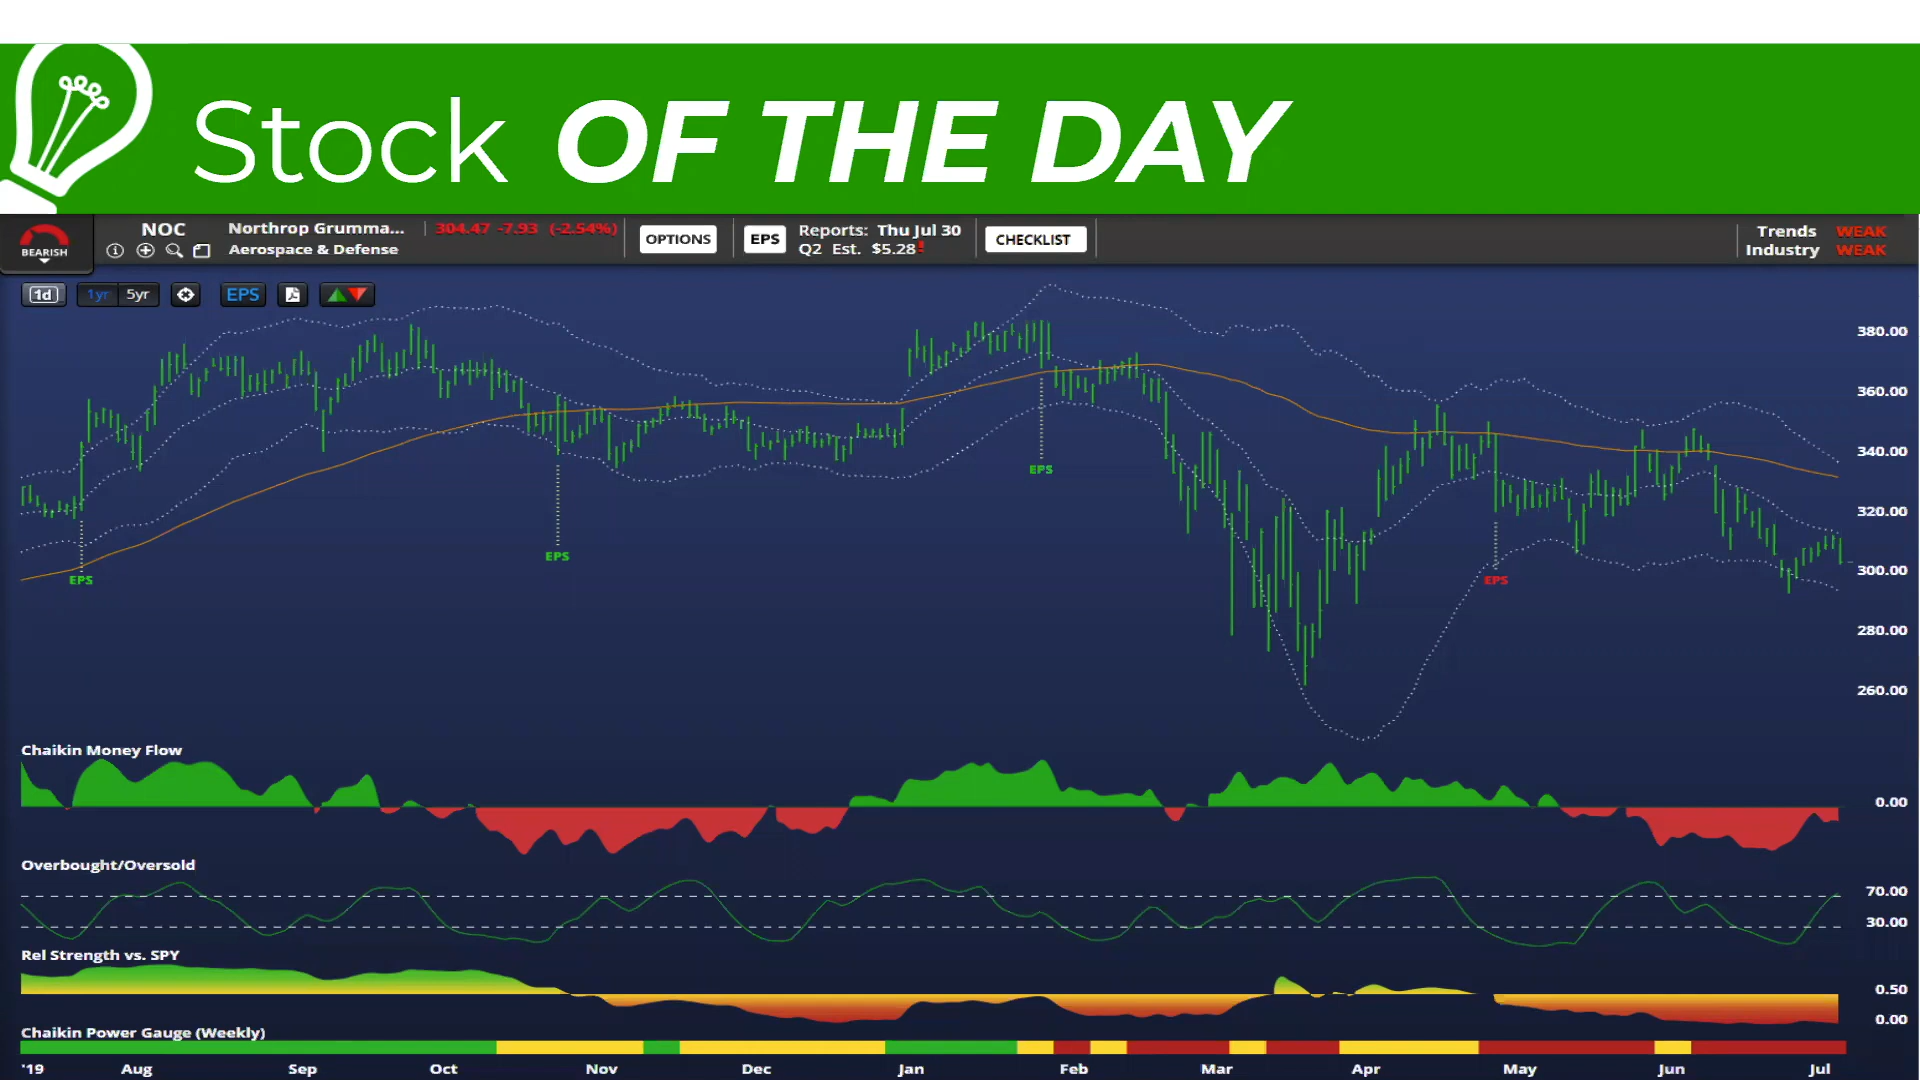 Stock OF THE DAY
BEARISH
NOC
Northrop Grumma...
304.47 -7.93 (-2.54%)
Aerospace & Defense
OPTIONS
EPS
Reports: Thu Jul 30
Q2 Est. $5.28!
CHECKLIST
Trends WEAK
Industry WEAK
1d 1yr 5yr EPS
380.00
360.00
340.00
320.00
300.00
280.00
260.00
EPS
EPS
EPS
EPS
Chaikin Money Flow
0.00
Overbought/Oversold
70.00
30.00
Rel Strength vs. SPY
0.50
0.00
Chaikin Power Gauge (Weekly)
'19 Aug Sep Oct Nov Dec Jan Feb Mar Apr May Jun Jul